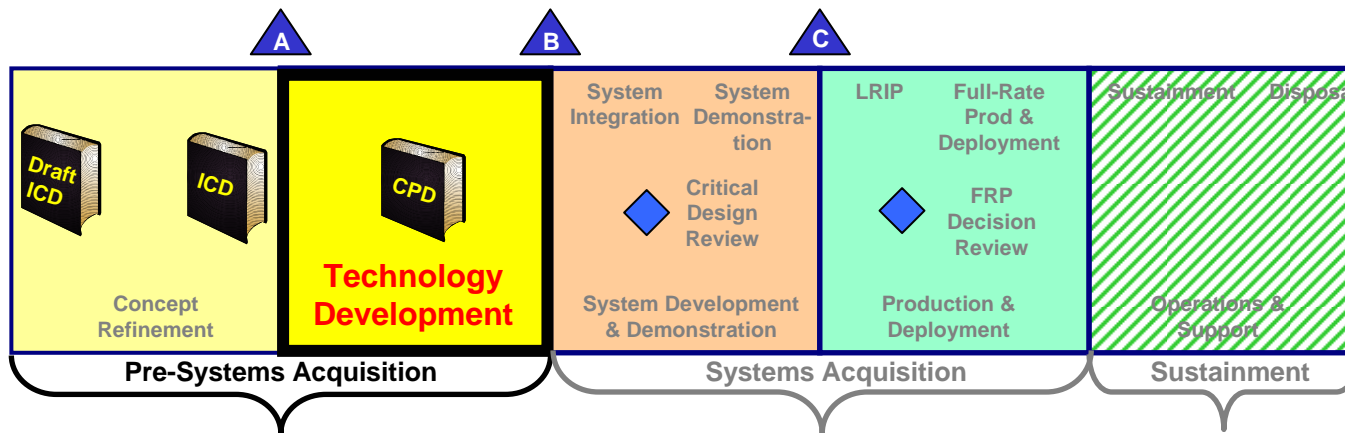 A
B
C
Draft
ICD
ICD
Concept
Refinement
CPD
Technology
Development
System
Integration
System
Demonstra-
tion
Critical
Design
Review
System Development
& Demonstration
LRIP
Full-Rate
Prod &
Deployment
FRP
Decision
Review
Production &
Deployment
Sustainment
Disposa
Operations &
Support
Pre-Systems Acquisition
Systems Acquisition
Sustainment